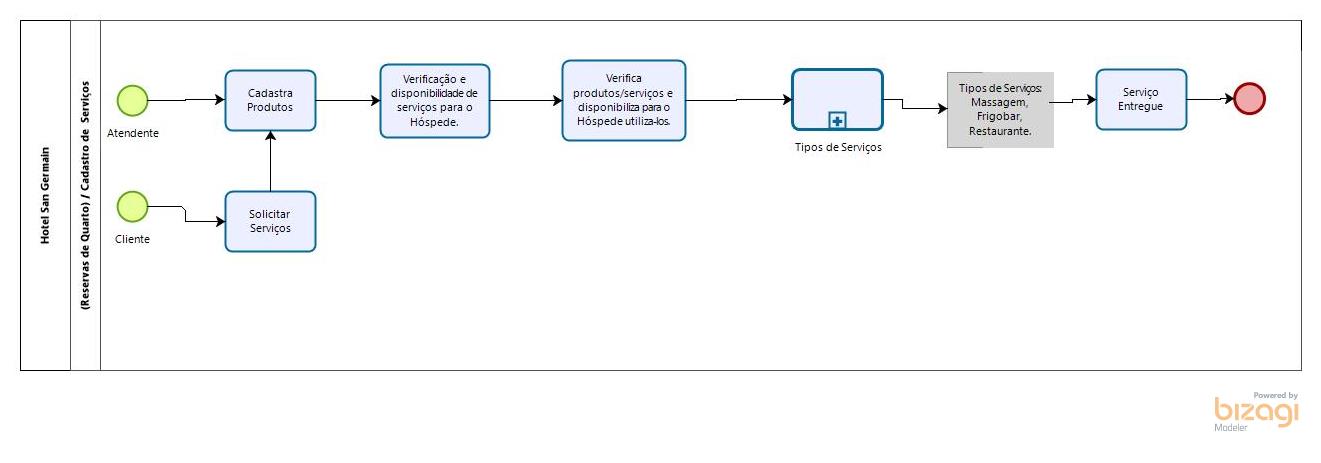 Hotel San Germain
(Reservas de Quarto) / Cadastro de Serviços
Atendente
Cadastra
Produtos
Verificação e
disponibilidade de
serviços para o
Hóspede.
Verifica
produtos/serviços e
disponibiliza para o
Hóspede utiliza-los.
Tipos de Serviços
Tipos de Serviços:
Massagem,
Frigobar,
Restaurante.
Serviço
Entregue
Cliente
Solicitar
Serviços
Powered by
bizagi
Modeler